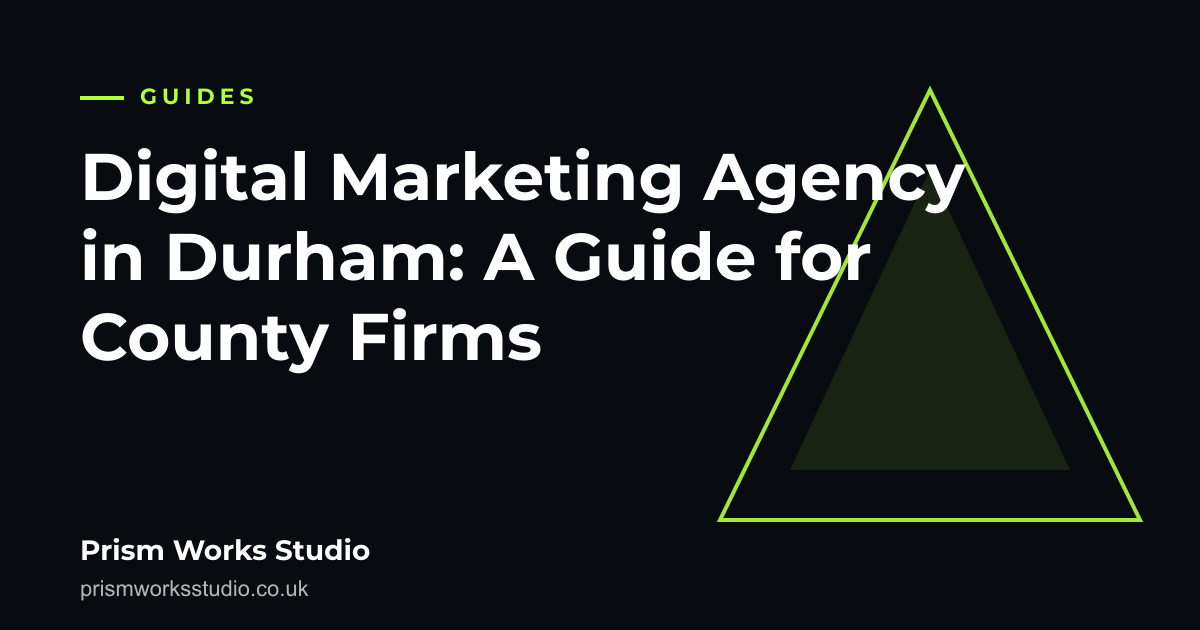 GUIDES
Digital Marketing Agency
in Durham: A Guide for
County Firms
Prism Works Studio
prismworksstudio.co.uk